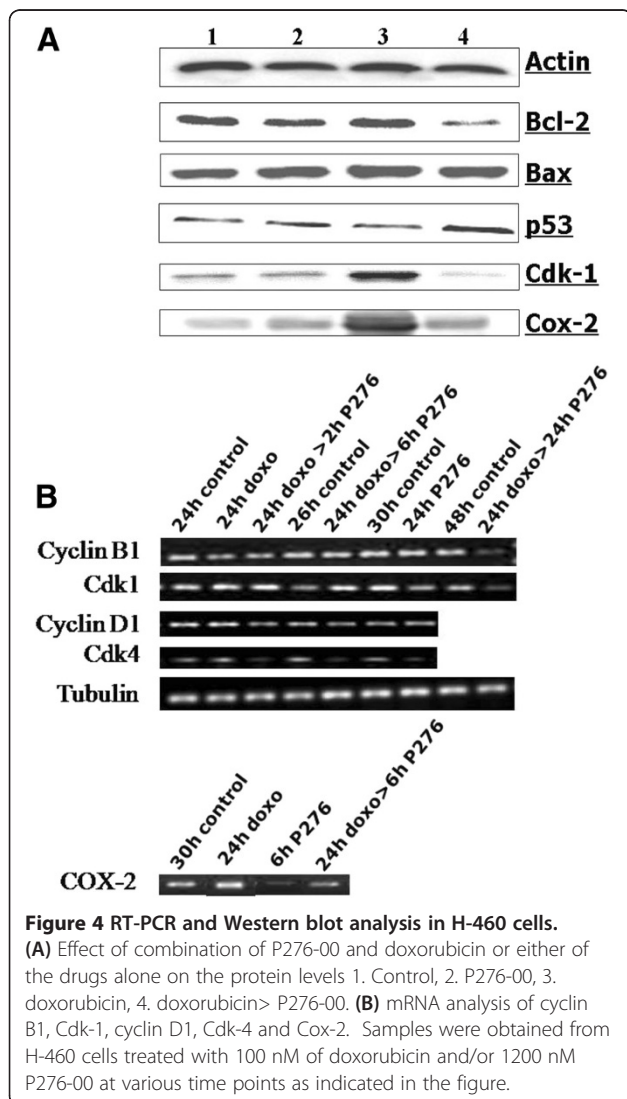 A
1 2 3 4
Actin
Bcl-2
Bax
p53
Cdk-1
Cox-2
B
24h control
24h doxo
24h doxo > 2h P276
26h control
24h doxo> 6h P276
30h control
24h P276
48h control
24h doxo> 24h P276
Cyclin B1
Cdk1
Cyclin D1
Cdk4
Tubulin
30h control
24h doxo
6h P276
24h doxo> 6h P276
COX-2
Figure 4 RT-PCR and Western blot analysis in H-460 cells.
(A) Effect of combination of P276-00 and doxorubicin or either of
the drugs alone on the protein levels 1. Control, 2. P276-00, 3.
doxorubicin, 4. doxorubicin> P276-00. (B) mRNA analysis of cyclin
B1, Cdk-1, cyclin D1, Cdk-4 and Cox-2. Samples were obtained from
H-460 cells treated with 100 nM of doxorubicin and/or 1200 nM
P276-00 at various time points as indicated in the figure.